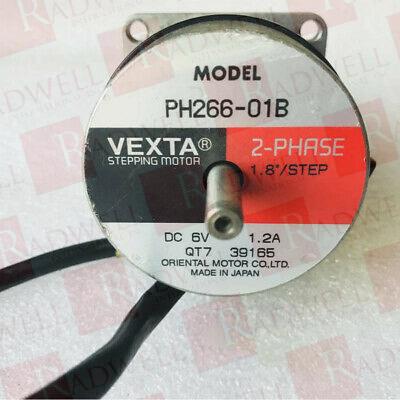 MODEL
PH266-01B
VEXTA® 2-PHASE
STEPPING MOTOR 1.8°/STEP
DC 6V 1.2A
QT7 39165
ORIENTAL MOTOR CO.,LTD.
MADE IN JAPAN
RADWELL